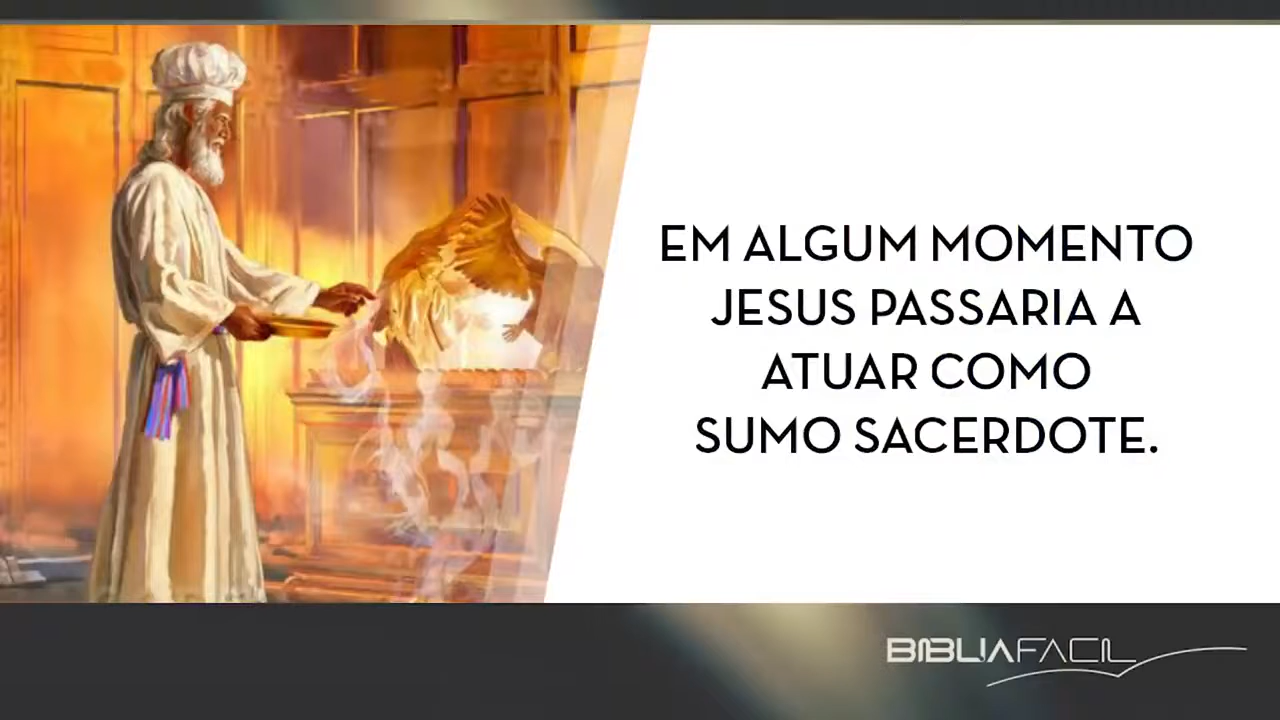 EM ALGUM MOMENTO
JESUS PASSARIA A
ATUAR COMO
SUMO SACERDOTE.
BIBLIAFACIL